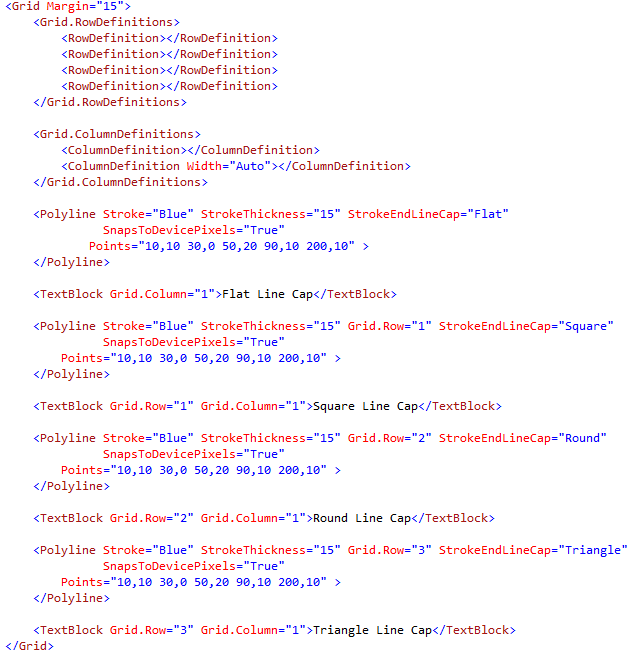 <Grid Margin="15">
    <Grid.RowDefinitions>
        <RowDefinition></RowDefinition>
        <RowDefinition></RowDefinition>
        <RowDefinition></RowDefinition>
        <RowDefinition></RowDefinition>
    </Grid.RowDefinitions>

    <Grid.ColumnDefinitions>
        <ColumnDefinition></ColumnDefinition>
        <ColumnDefinition Width="Auto"></ColumnDefinition>
    </Grid.ColumnDefinitions>

    <Polyline Stroke="Blue" StrokeThickness="15" StrokeEndLineCap="Flat"
              SnapsToDevicePixels="True"
            Points="10,10 30,0 50,20 90,10 200,10" >
    </Polyline>

    <TextBlock Grid.Column="1">Flat Line Cap</TextBlock>

    <Polyline Stroke="Blue" StrokeThickness="15" Grid.Row="1" StrokeEndLineCap="Square"
              SnapsToDevicePixels="True"
        Points="10,10 30,0 50,20 90,10 200,10" >
    </Polyline>

    <TextBlock Grid.Row="1" Grid.Column="1">Square Line Cap</TextBlock>

    <Polyline Stroke="Blue" StrokeThickness="15" Grid.Row="2" StrokeEndLineCap="Round"
              SnapsToDevicePixels="True"
        Points="10,10 30,0 50,20 90,10 200,10" >
    </Polyline>

    <TextBlock Grid.Row="2" Grid.Column="1">Round Line Cap</TextBlock>

    <Polyline Stroke="Blue" StrokeThickness="15" Grid.Row="3" StrokeEndLineCap="Triangle"
              SnapsToDevicePixels="True"
        Points="10,10 30,0 50,20 90,10 200,10" >
    </Polyline>

    <TextBlock Grid.Row="3" Grid.Column="1">Triangle Line Cap</TextBlock>
</Grid>